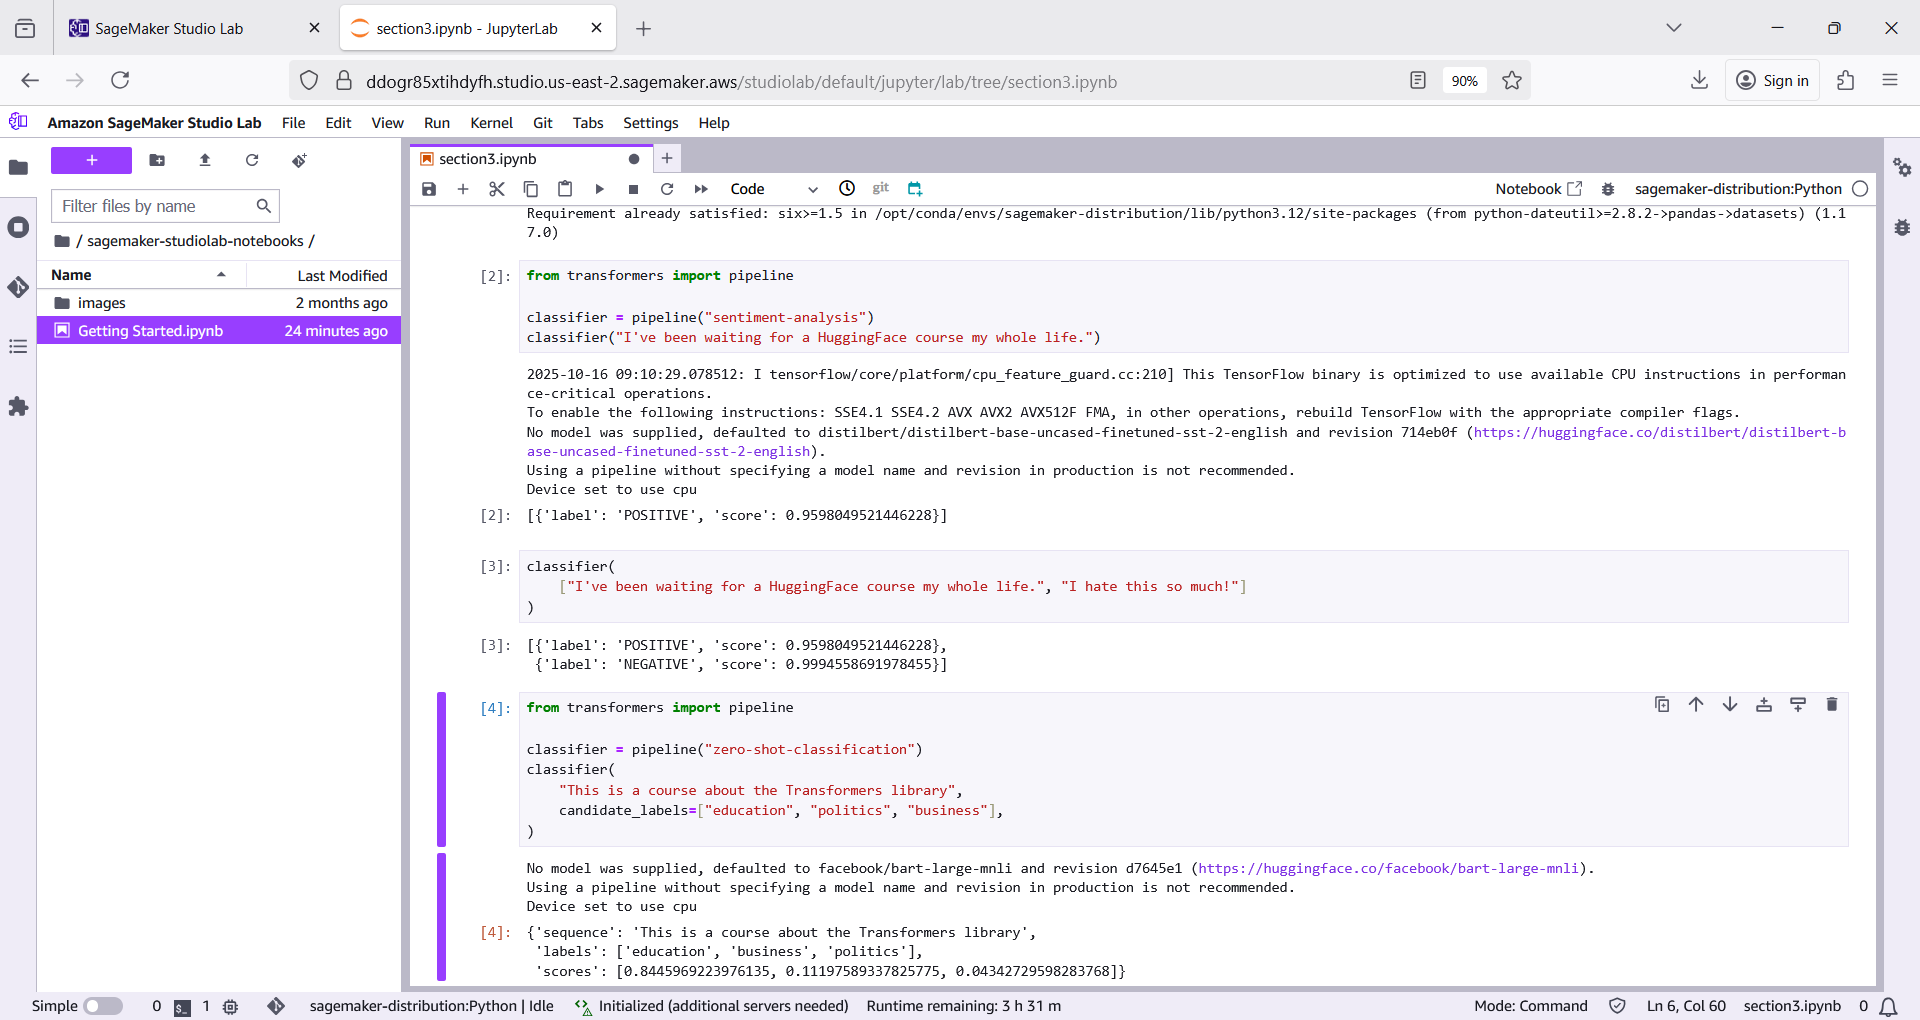 SageMaker Studio Lab
section3.ipynb - JupyterLab
ddogr85xtihdyfh.studio.us-east-2.sagemaker.aws/studiolab/default/jupyter/lab/tree/section3.ipynb
90%
Sign in
Amazon SageMaker Studio Lab File Edit View Run Kernel Git Tabs Settings Help
Filter files by name
/ sagemaker-studiolab-notebooks /
Name Last Modified
images 2 months ago
Getting Started.ipynb 24 minutes ago
section3.ipynb
Code
git
Notebook
sagemaker-distribution:Python
Requirement already satisfied: six>=1.5 in /opt/conda/envs/sagemaker-distribution/lib/python3.12/site-packages (from python-dateutil>=2.8.2->pandas->datasets) (1.1
7.0)
[2]: from transformers import pipeline
classifier = pipeline("sentiment-analysis")
classifier("I've been waiting for a HuggingFace course my whole life.")
2025-10-16 09:10:29.078512: I tensorflow/core/platform/cpu_feature_guard.cc:210] This TensorFlow binary is optimized to use available CPU instructions in performan
ce-critical operations.
To enable the following instructions: SSE4.1 SSE4.2 AVX AVX2 AVX512F FMA, in other operations, rebuild TensorFlow with the appropriate compiler flags.
No model was supplied, defaulted to distilbert/distilbert-base-uncased-finetuned-sst-2-english and revision 714eb0f (https://huggingface.co/distilbert/distilbert-b
ase-uncased-finetuned-sst-2-english).
Using a pipeline without specifying a model name and revision in production is not recommended.
Device set to use cpu
[2]: [{'label': 'POSITIVE', 'score': 0.9598049521446228}]
[3]: classifier(
["I've been waiting for a HuggingFace course my whole life.", "I hate this so much!"]
)
[3]: [{'label': 'POSITIVE', 'score': 0.9598049521446228},
{'label': 'NEGATIVE', 'score': 0.9994558691978455}]
[4]: from transformers import pipeline
classifier = pipeline("zero-shot-classification")
classifier(
"This is a course about the Transformers library",
candidate_labels=["education", "politics", "business"],
)
No model was supplied, defaulted to facebook/bart-large-mnli and revision d7645e1 (https://huggingface.co/facebook/bart-large-mnli).
Using a pipeline without specifying a model name and revision in production is not recommended.
Device set to use cpu
[4]: {'sequence': 'This is a course about the Transformers library',
'labels': ['education', 'business', 'politics'],
'scores': [0.8445969223976135, 0.11197589337825775, 0.04342729598283768]}
Simple 0 1 sagemaker-distribution:Python | Idle Initialized (additional servers needed) Runtime remaining: 3 h 31 m Mode: Command Ln 6, Col 60 section3.ipynb 0